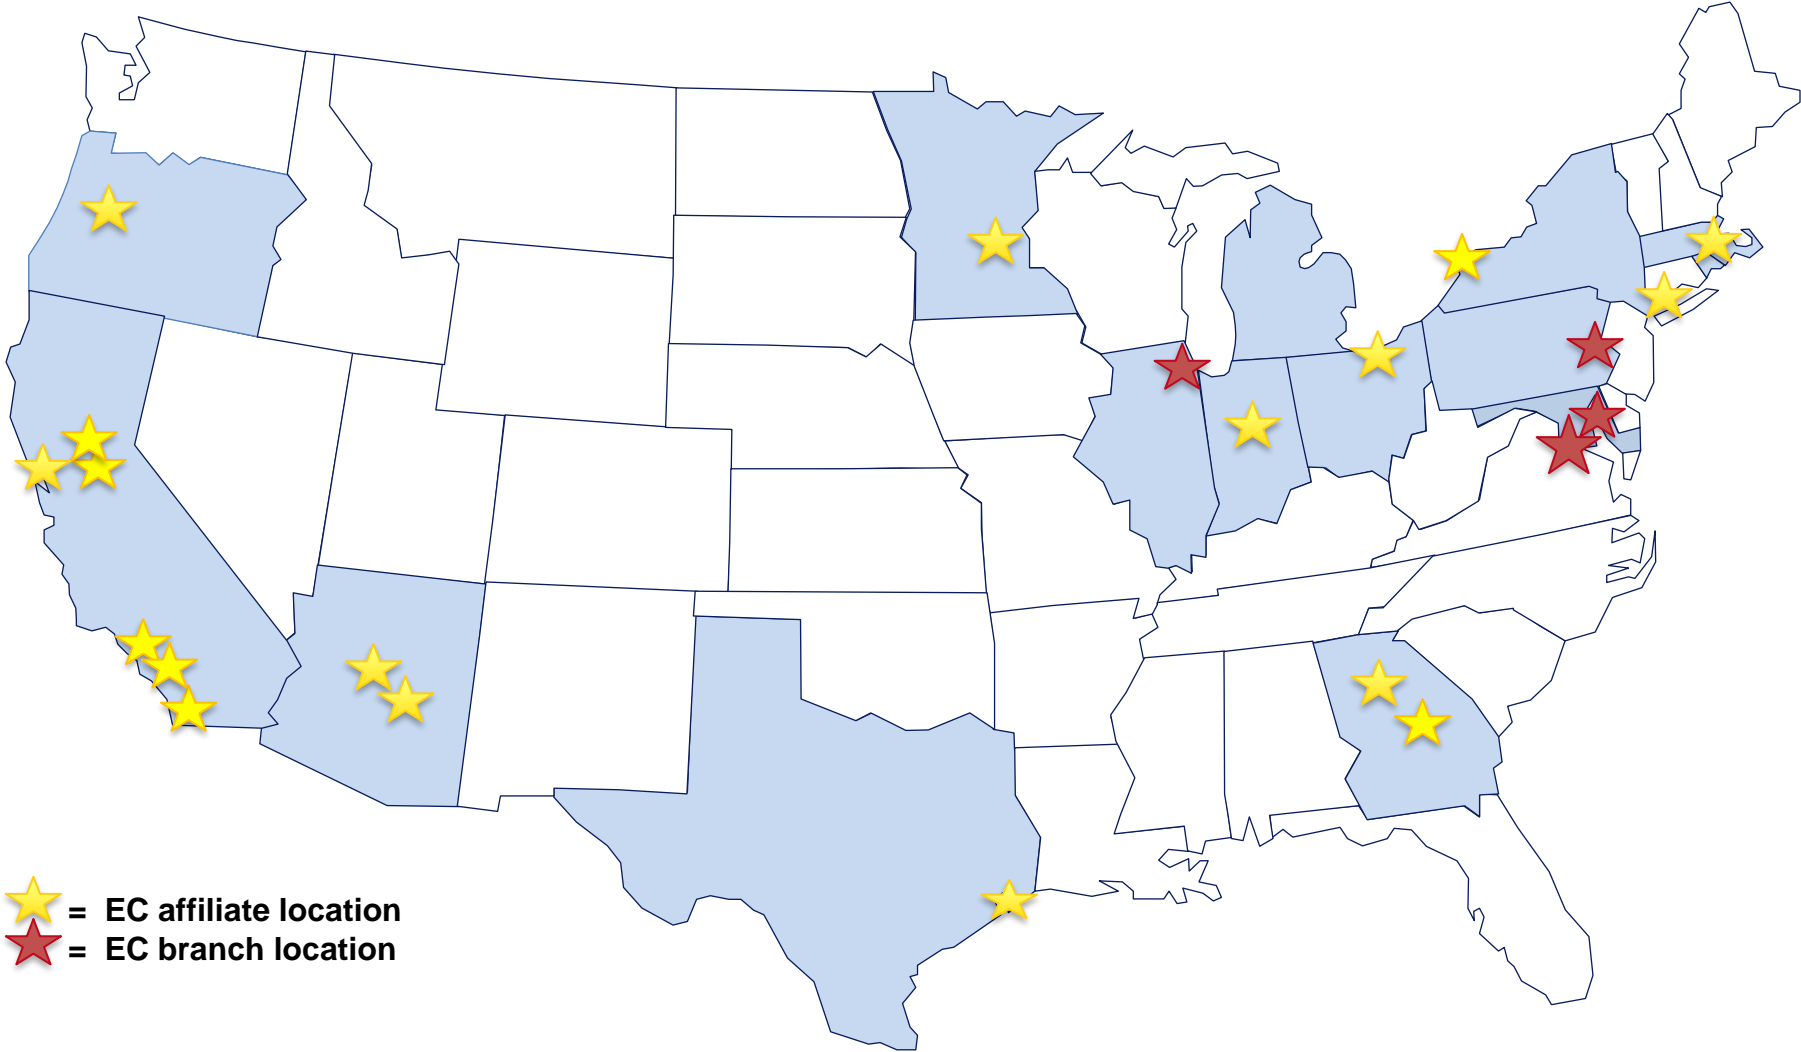 = EC affiliate location
= EC branch location